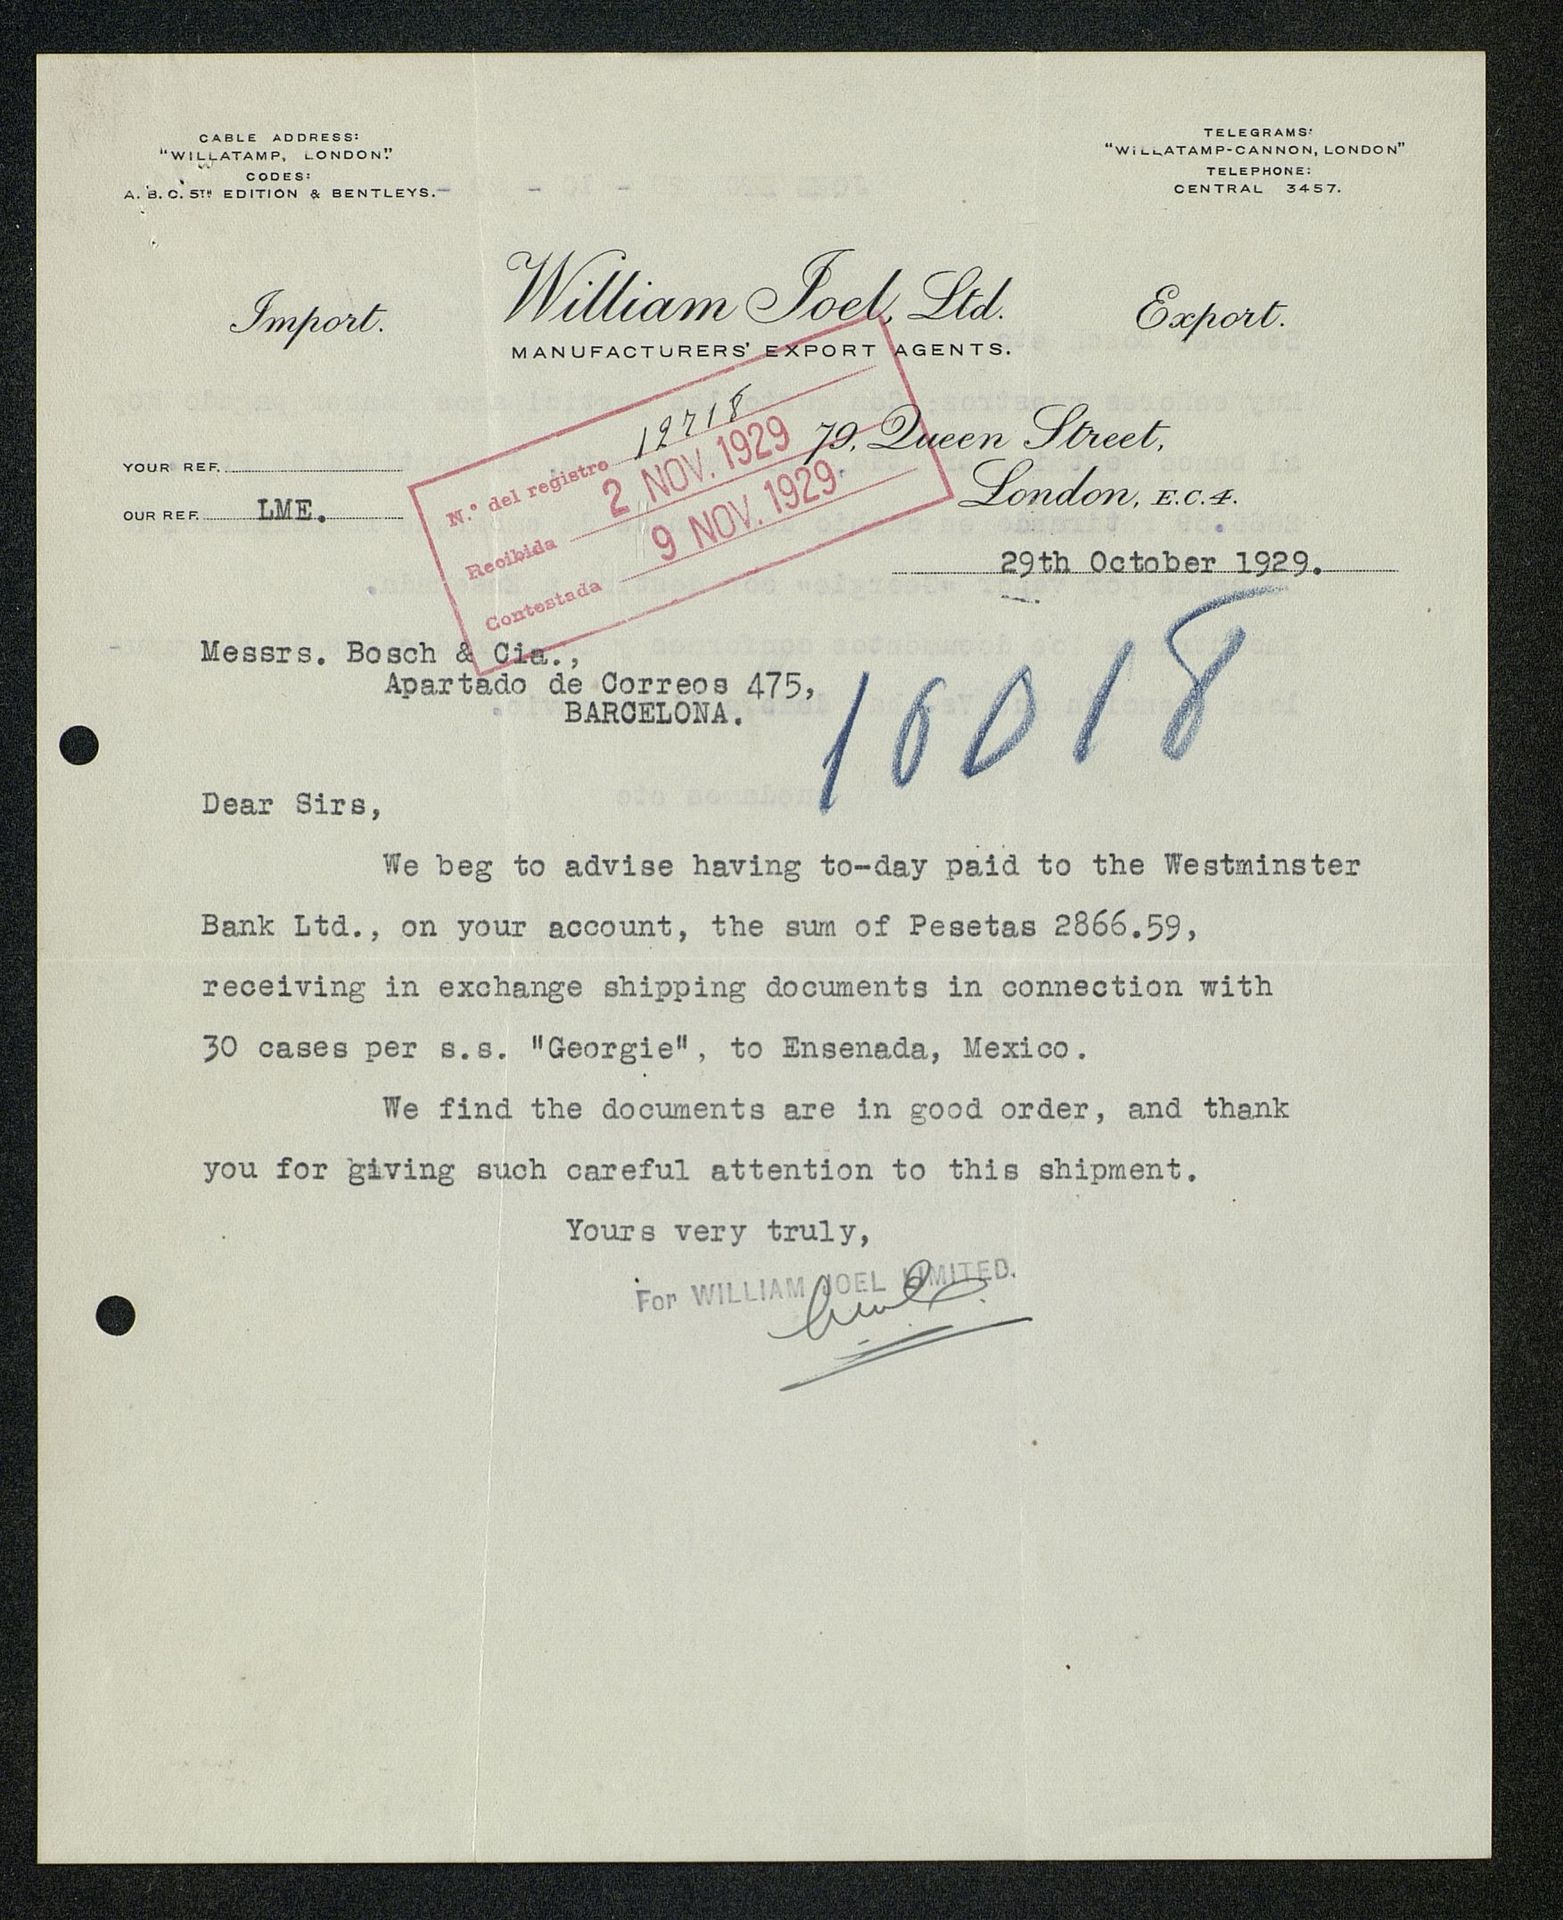 CABLE ADDRESS:
"WILLATAMP, LONDON."
CODES:
A.B.C. 5TH EDITION & BENTLEYS.
TELEGRAMS:
"WILLATAMP-CANNON, LONDON"
TELEPHONE:
CENTRAL 3457.
Import.
William Joel, Ltd.
Export.
MANUFACTURERS' EXPORT AGENTS.
79, Queen Street,
London, E.C.4.
YOUR REF.
OUR REF. LME.
N.º del registro 12718
Recibida 2 NOV. 1929
Contestada 9 NOV. 1929
29th October 1929.
Messrs. Bosch & Cia.,
Apartado de Correos 475,
BARCELONA.
16018
Dear Sirs,
We beg to advise having to-day paid to the Westminster
Bank Ltd., on your account, the sum of Pesetas 2866.59,
receiving in exchange shipping documents in connection with
30 cases per s.s. "Georgie", to Ensenada, Mexico.
We find the documents are in good order, and thank
you for giving such careful attention to this shipment.
Yours very truly,
For WILLIAM JOEL LIMITED.